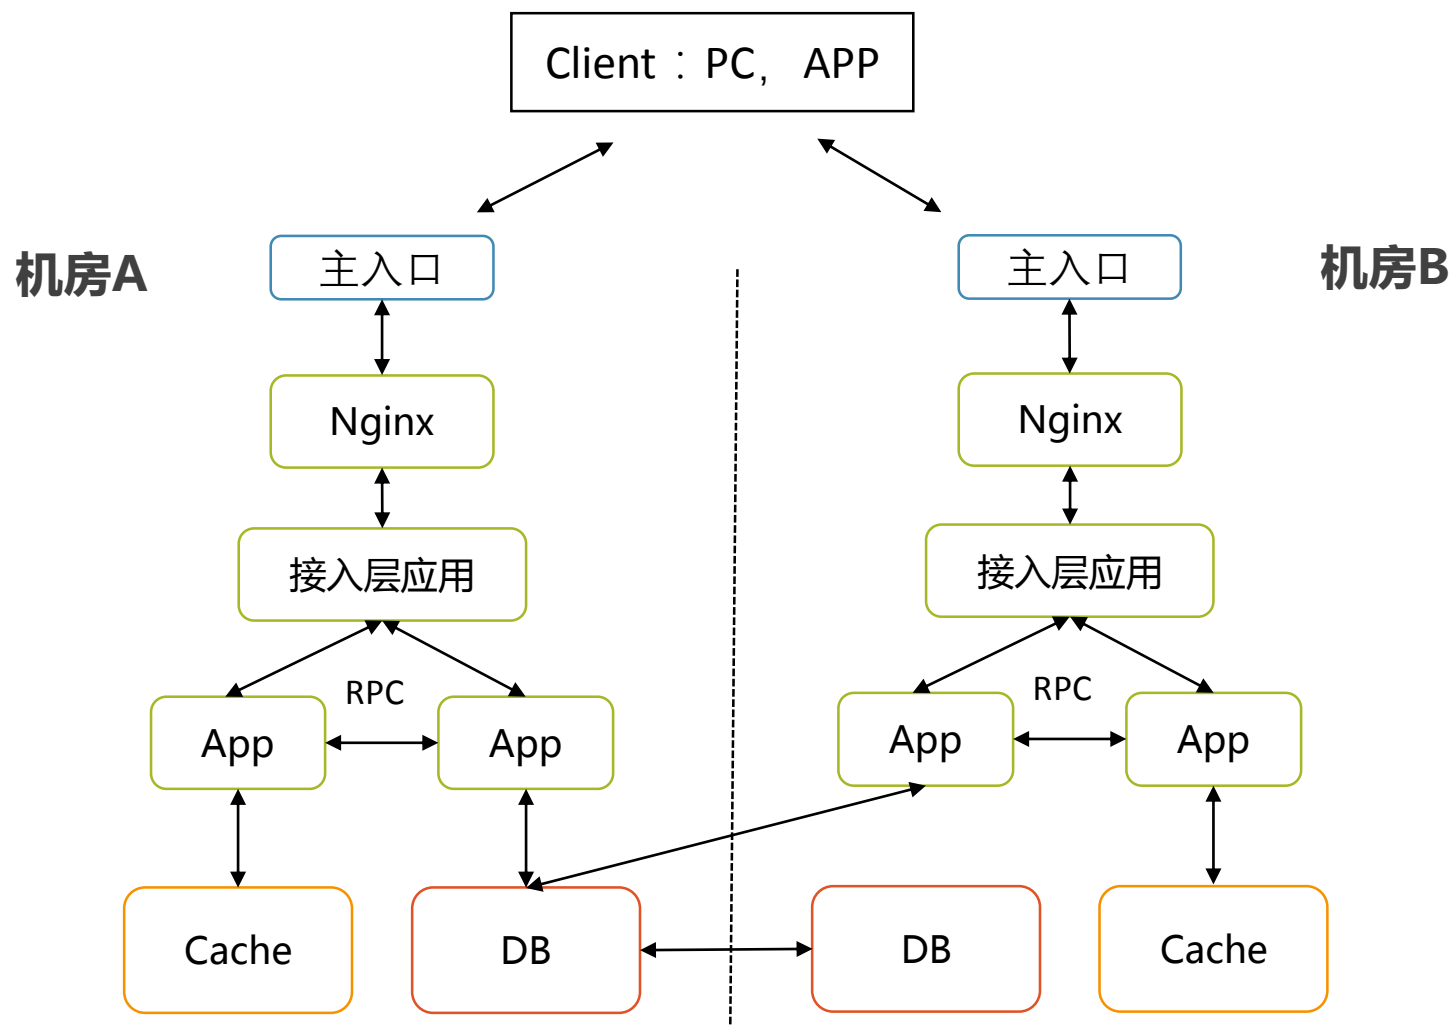 Client：PC， APP
机房A
主入口
主入口
机房B
Nginx
Nginx
接入层应用
接入层应用
RPC
RPC
App
App
App
App
Cache
DB
DB
Cache